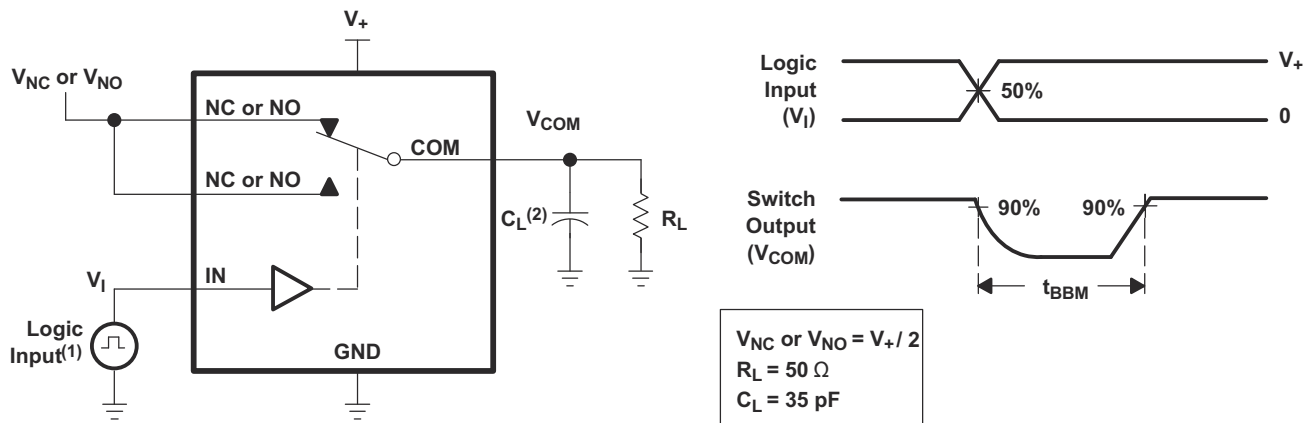 V+
VNC or VNO
NC or NO
VCOM
COM
NC or NO
CL(2)
RL
VI
IN
Logic
Input(1)
GND
Logic
Input
(VI)
V+
50%
0
Switch
Output
(VCOM)
90%
90%
tBBM
VNC or VNO = V+/ 2
RL = 50 Ω
CL = 35 pF